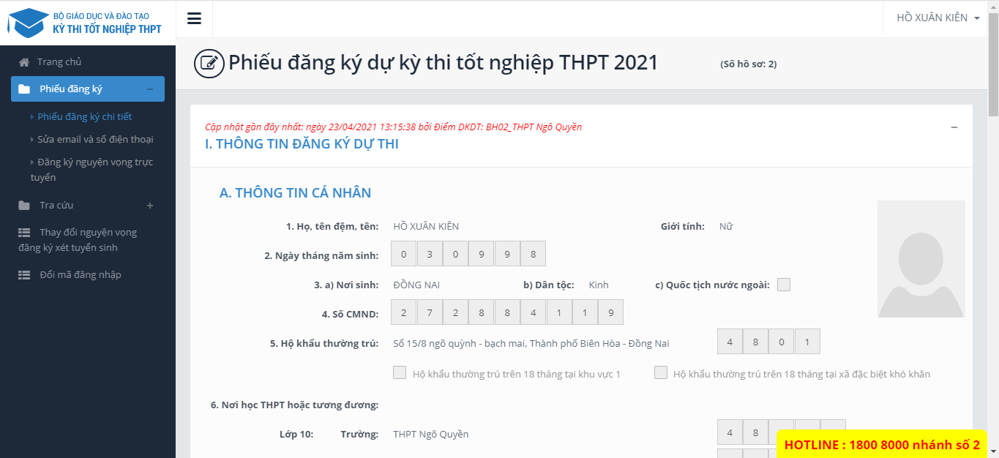 BỘ GIÁO DỤC VÀ ĐÀO TẠO
KỲ THI TỐT NGHIỆP THPT
HỒ XUÂN KIÊN
Trang chủ
Phiếu đăng ký
Phiếu đăng ký chi tiết
Sửa email và số điện thoại
Đăng ký nguyện vọng trực
tuyến
Tra cứu
Thay đổi nguyện vọng
đăng ký xét tuyển sinh
Đổi mã đăng nhập
Phiếu đăng ký dự kỳ thi tốt nghiệp THPT 2021 (Số hồ sơ: 2)
Cập nhật gần đây nhất: ngày 23/04/2021 13:15:38 bởi Điểm DKDT: BH02_THPT Ngô Quyền
I. THÔNG TIN ĐĂNG KÝ DỰ THI
A. THÔNG TIN CÁ NHÂN
1. Họ, tên đệm, tên: HỒ XUÂN KIÊN Giới tính: Nữ
2. Ngày tháng năm sinh: 0 3 0 9 9 8
3. a) Nơi sinh: ĐỒNG NAI b) Dân tộc: Kinh c) Quốc tịch nước ngoài:
4. Số CMND: 2 7 2 8 8 4 1 1 9
5. Hộ khẩu thường trú: Số 15/8 ngõ quỳnh - bạch mai, Thành phố Biên Hòa - Đồng Nai 4 8 0 1
Hộ khẩu thường trú trên 18 tháng tại khu vực 1 Hộ khẩu thường trú trên 18 tháng tại xã đặc biệt khó khăn
6. Nơi học THPT hoặc tương đương:
Lớp 10: Trường: THPT Ngô Quyền 4 8
HOTLINE : 1800 8000 nhánh số 2